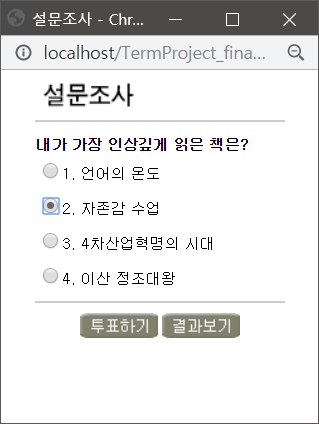 설문조사 - Chr...
localhost/TermProject_fina...
설문조사
내가 가장 인상깊게 읽은 책은?
1. 언어의 온도
2. 자존감 수업
3. 4차산업혁명의 시대
4. 이산 정조대왕
투표하기 결과보기